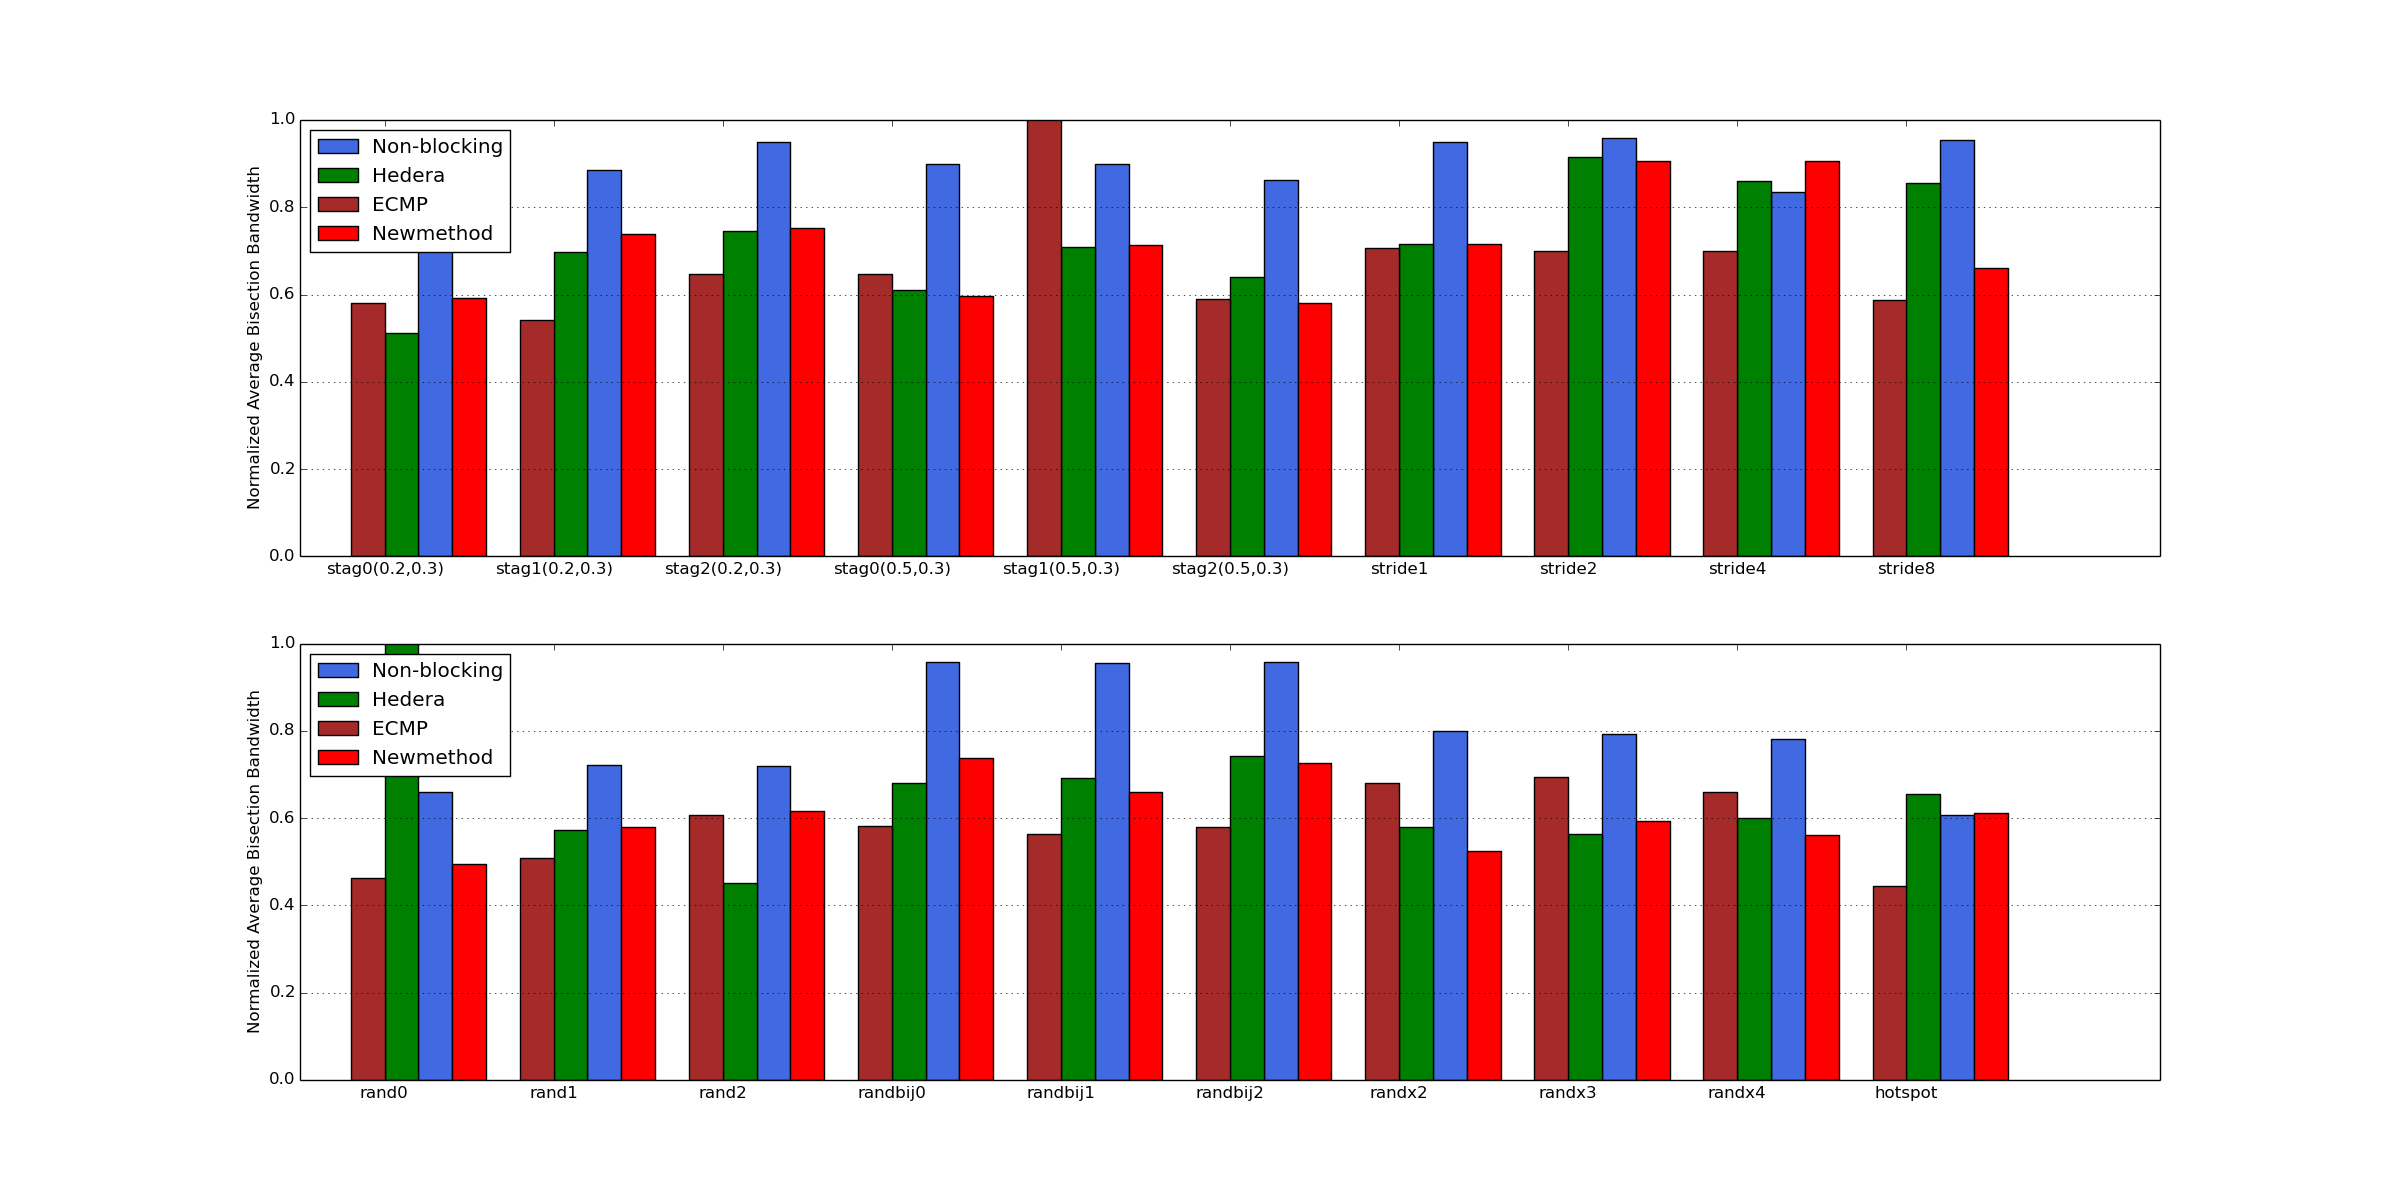 Normalized Average Bisection Bandwidth
1.0
0.8
0.6
0.4
0.2
0.0
Non-blocking
Hedera
ECMP
Newmethod
stag0(0.2,0.3) stag1(0.2,0.3) stag2(0.2,0.3) stag0(0.5,0.3) stag1(0.5,0.3) stag2(0.5,0.3) stride1 stride2 stride4 stride8
Normalized Average Bisection Bandwidth
1.0
0.8
0.6
0.4
0.2
0.0
Non-blocking
Hedera
ECMP
Newmethod
rand0 rand1 rand2 randbij0 randbij1 randbij2 randx2 randx3 randx4 hotspot